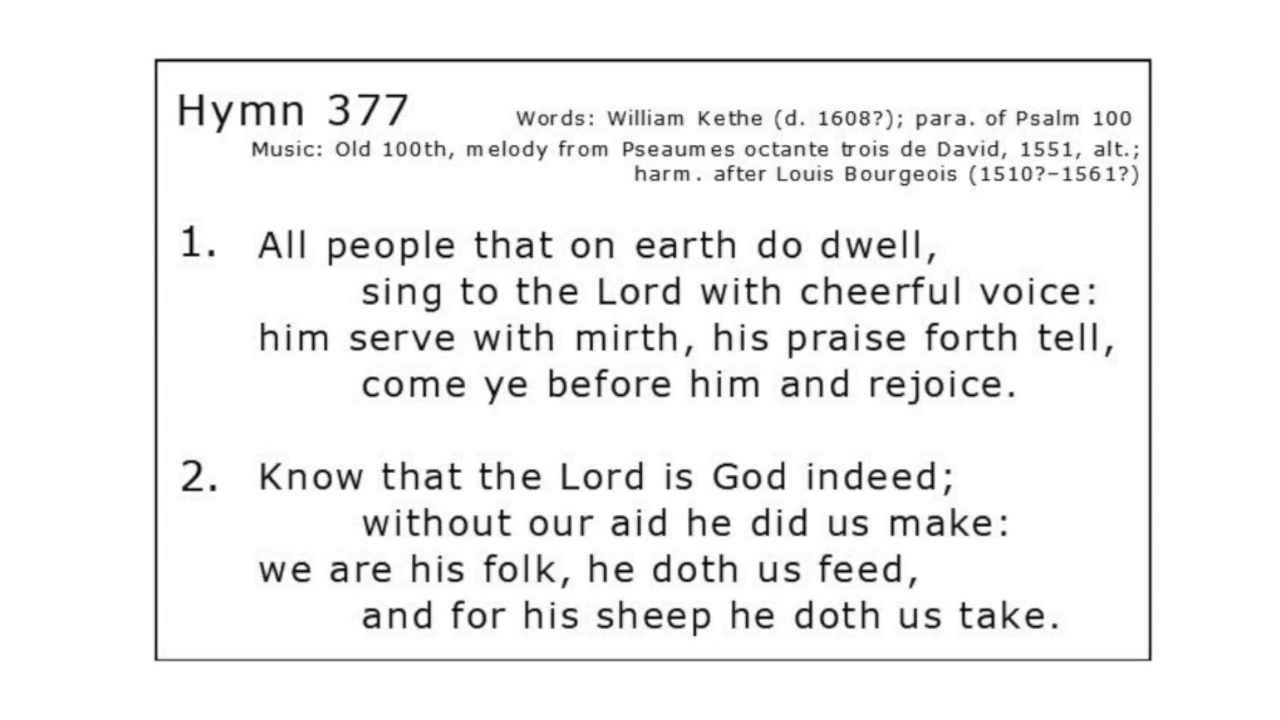 Hymn 377
Words: William Kethe (d. 1608?); para. of Psalm 100
Music: Old 100th, melody from Pseaumes octante trois de David, 1551, alt.;
harm. after Louis Bourgeois (1510?–1561?)
1. All people that on earth do dwell,
sing to the Lord with cheerful voice:
him serve with mirth, his praise forth tell,
come ye before him and rejoice.
2. Know that the Lord is God indeed;
without our aid he did us make:
we are his folk, he doth us feed,
and for his sheep he doth us take.